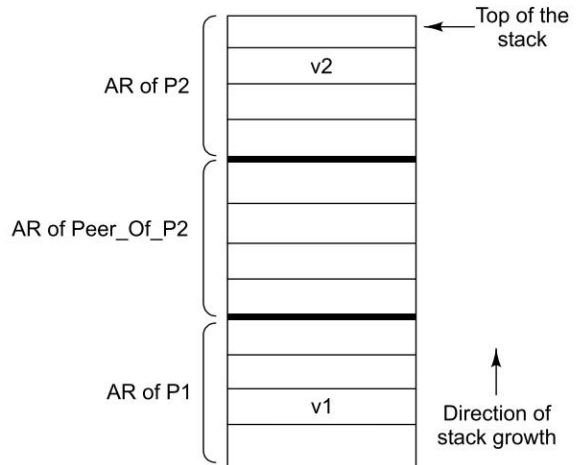 Top of the
stack
v2
AR of P2
AR of Peer_Of_P2
AR of P1
v1
Direction of
stack growth